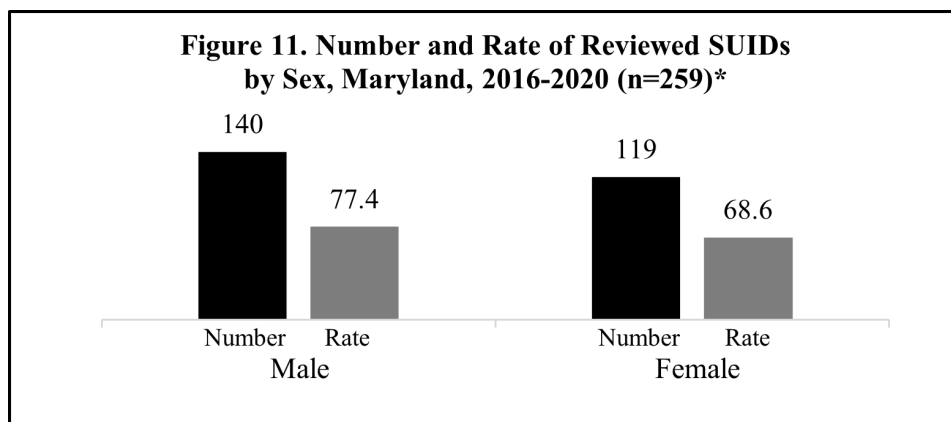 Figure 11. Number and Rate of Reviewed SUIDs
by Sex, Maryland, 2016-2020 (n=259)*
140
77.4
119
68.6
Number Rate Number Rate
Male Female